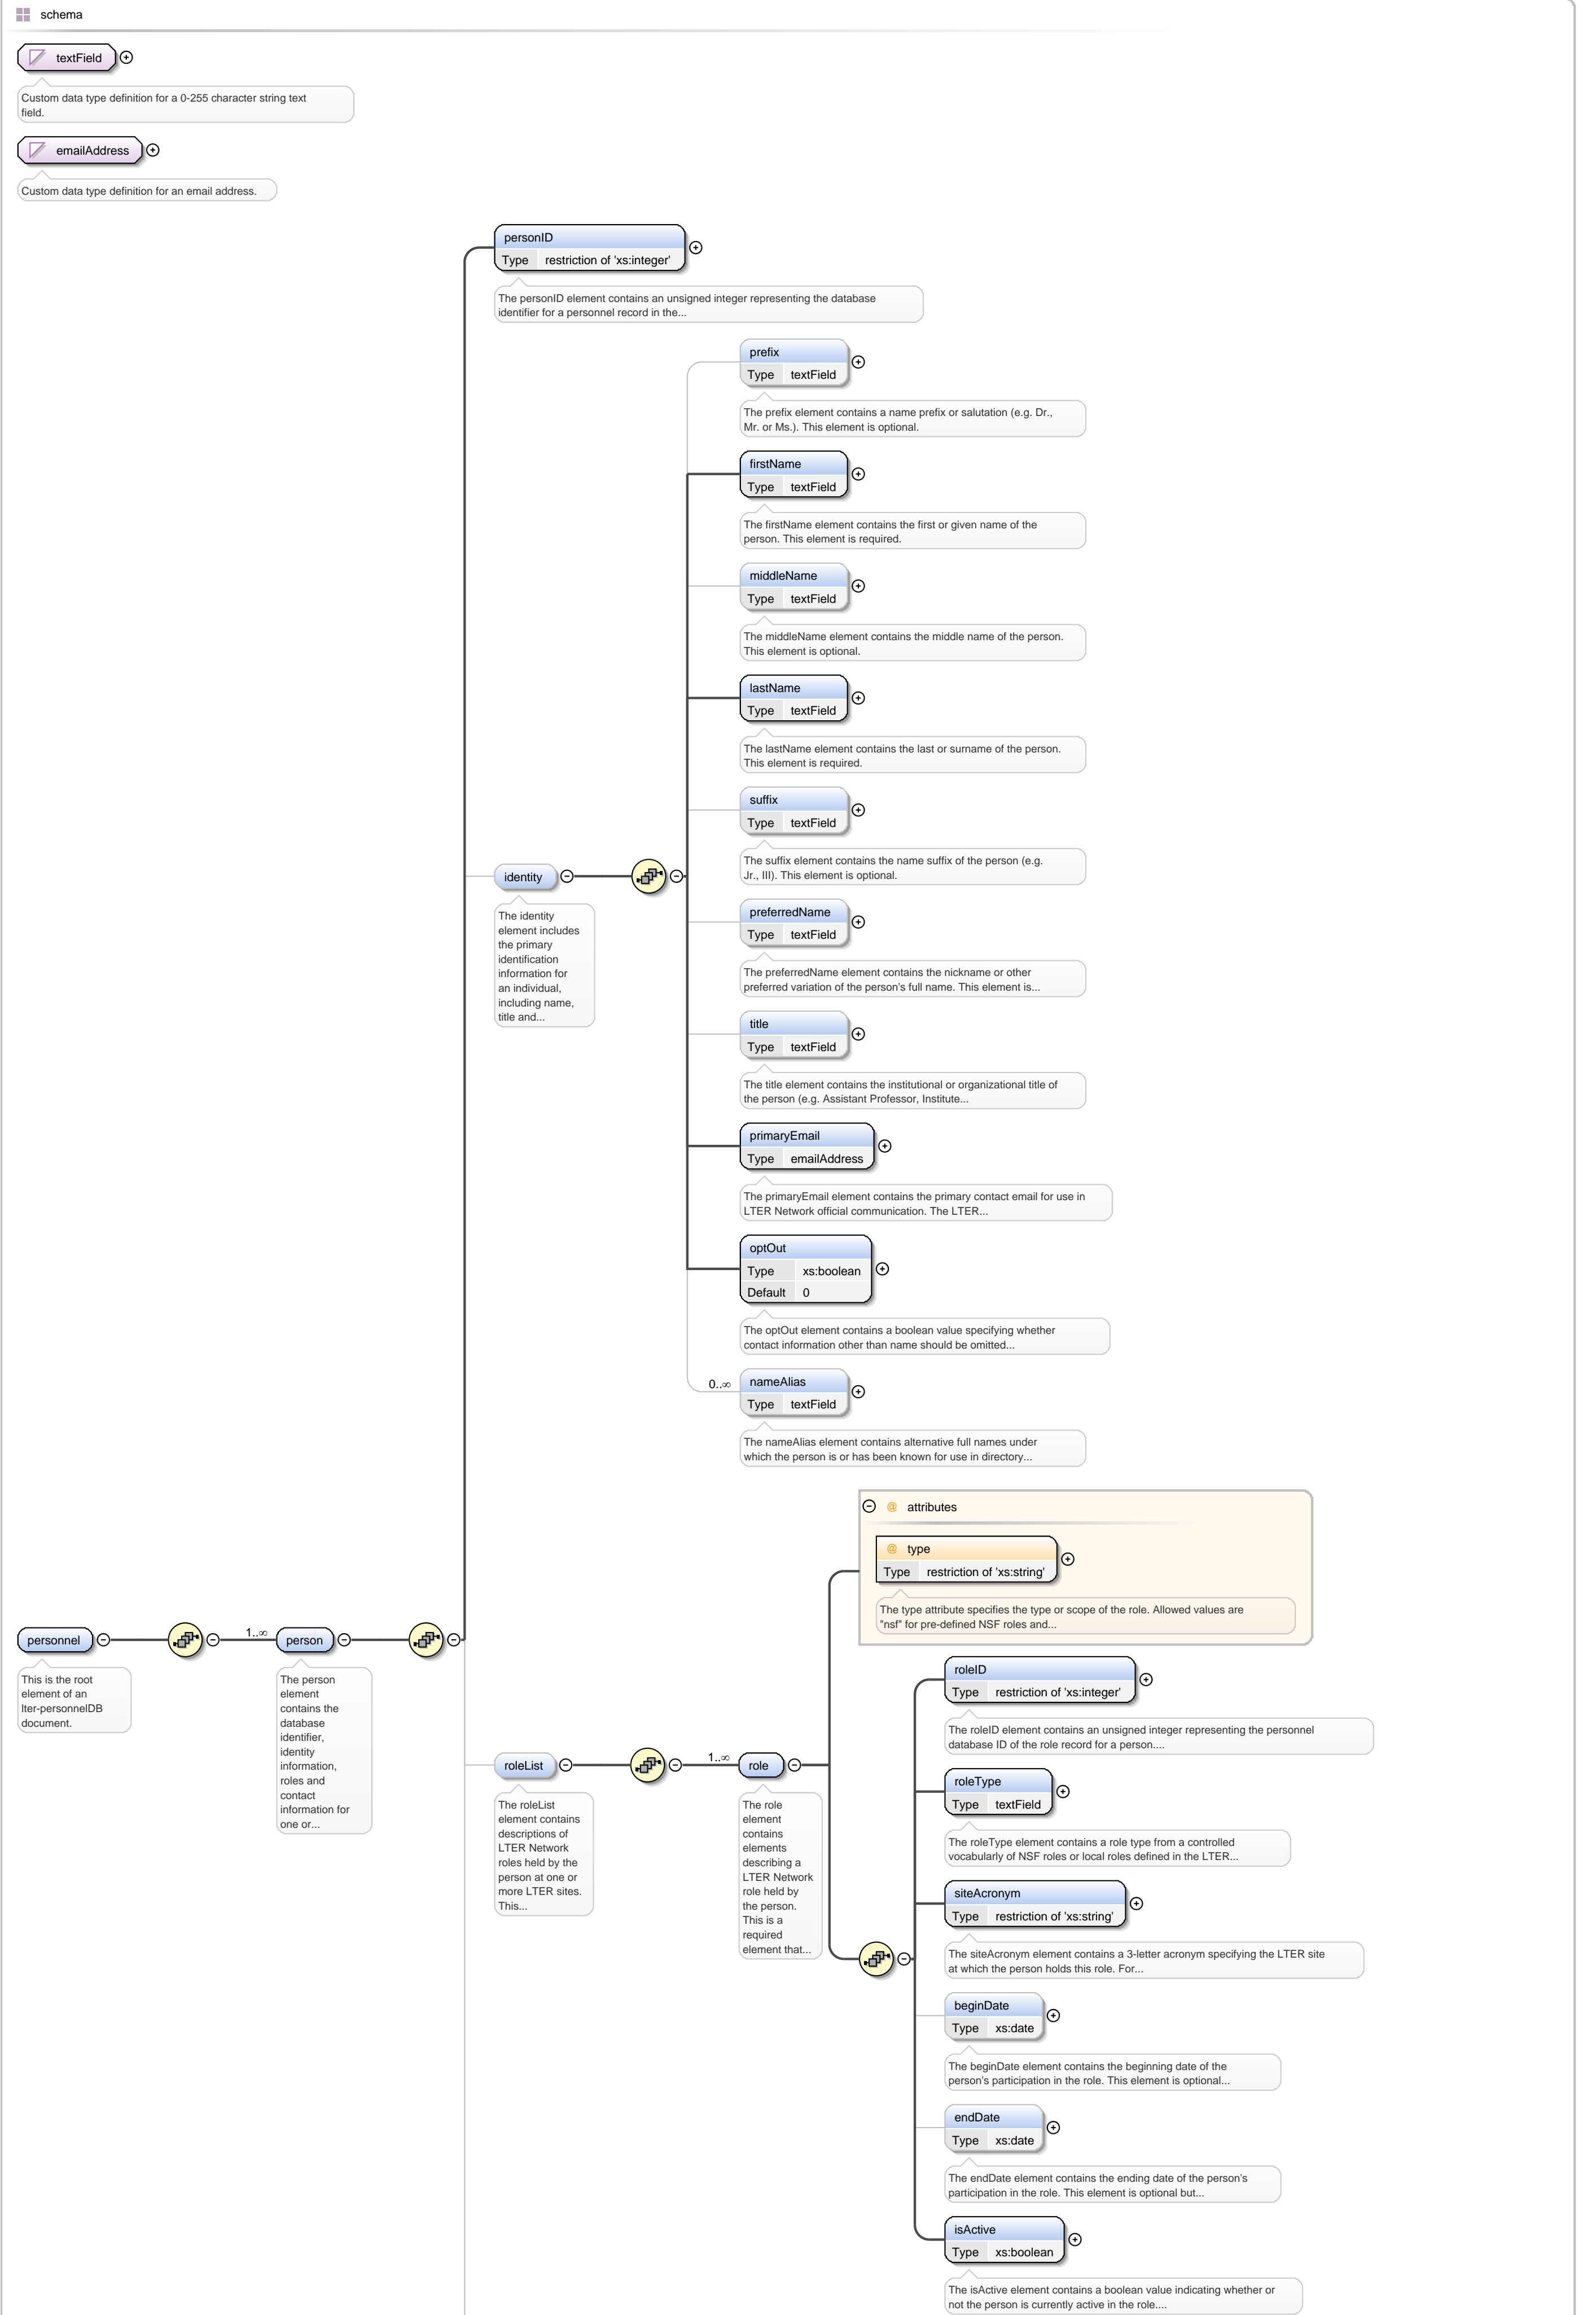 schema
textField
Custom data type definition for a 0-255 character string text
field.
emailAddress
Custom data type definition for an email address.
personID
Type restriction of 'xs:integer'
The personID element contains an unsigned integer representing the database
identifier for a personnel record in the...
prefix
Type textField
The prefix element contains a name prefix or salutation (e.g. Dr.,
Mr. or Ms.). This element is optional.
firstName
Type textField
The firstName element contains the first or given name of the
person. This element is required.
middleName
Type textField
The middleName element contains the middle name of the person.
This element is optional.
lastName
Type textField
The lastName element contains the last or surname of the person.
This element is required.
suffix
Type textField
The suffix element contains the name suffix of the person (e.g.
Jr., III). This element is optional.
identity
The identity
element includes
the primary
identification
information for
an individual,
including name,
title and...
preferredName
Type textField
The preferredName element contains the nickname or other
preferred variation of the person's full name. This element is...
title
Type textField
The title element contains the institutional or organizational title of
the person (e.g. Assistant Professor, Institute...
primaryEmail
Type emailAddress
The primaryEmail element contains the primary contact email for use in
LTER Network official communication. The LTER...
optOut
Type xs:boolean
Default 0
The optOut element contains a boolean value specifying whether
contact information other than name should be omitted...
0..∞
nameAlias
Type textField
The nameAlias element contains alternative full names under
which the person is or has been known for use in directory...
@ attributes
@ type
Type restriction of 'xs:string'
The type attribute specifies the type or scope of the role. Allowed values are
"nsf" for pre-defined NSF roles and...
personnel
This is the root
element of an
lter-personnelDB
document.
1..∞
person
The person
element
contains the
database
identifier,
identity
information,
roles and
contact
information for
one or...
roleList
The roleList
element contains
descriptions of
LTER Network
roles held by the
person at one or
more LTER sites.
This...
1..∞
role
The role
element
contains
elements
describing a
LTER Network
role held by
the person.
This is a
required
element that...
roleID
Type restriction of 'xs:integer'
The roleID element contains an unsigned integer representing the personnel
database ID of the role record for a person....
roleType
Type textField
The roleType element contains a role type from a controlled
vocabularly of NSF roles or local roles defined in the LTER...
siteAcronym
Type restriction of 'xs:string'
The siteAcronym element contains a 3-letter acronym specifying the LTER site
at which the person holds this role. For...
beginDate
Type xs:date
The beginDate element contains the beginning date of the
person's participation in the role. This element is optional...
endDate
Type xs:date
The endDate element contains the ending date of the person's
participation in the role. This element is optional but...
isActive
Type xs:boolean
The isActive element contains a boolean value indicating whether or
not the person is currently active in the role....